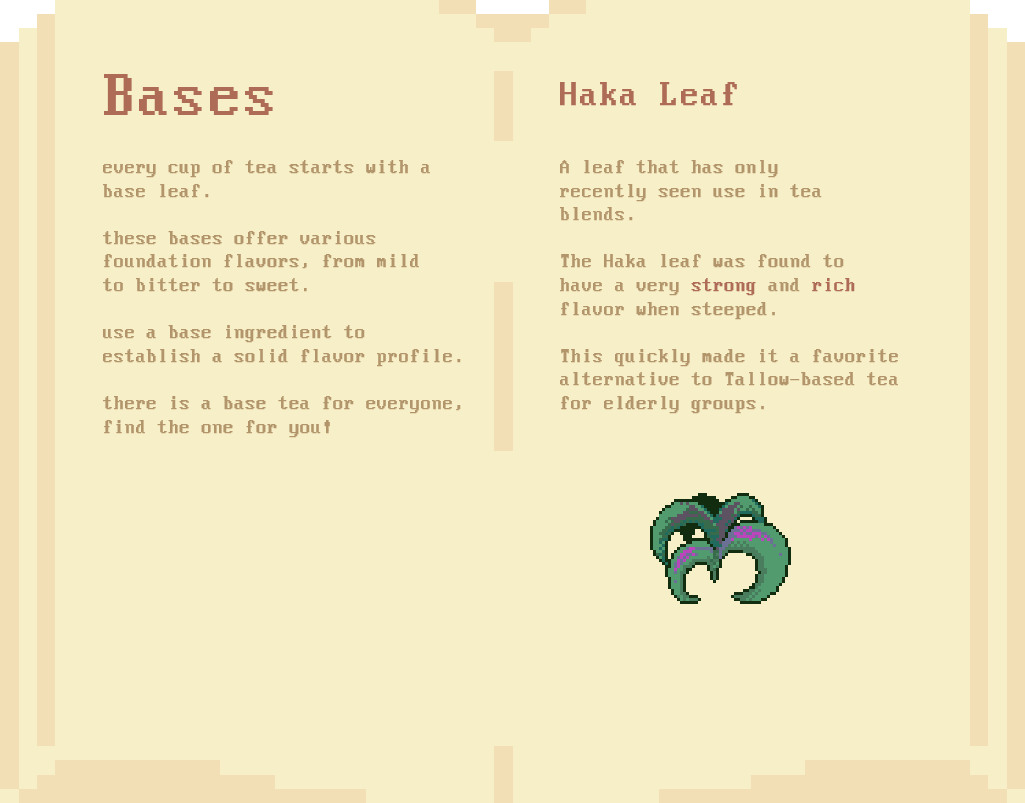 Bases
every cup of tea starts with a
base leaf.
these bases offer various
foundation flavors, from mild
to bitter to sweet.
use a base ingredient to
establish a solid flavor profile.
there is a base tea for everyone,
find the one for you!
Haka Leaf
A leaf that has only
recently seen use in tea
blends.
The Haka leaf was found to
have a very strong and rich
flavor when steeped.
This quickly made it a favorite
alternative to Tallow-based tea
for elderly groups.